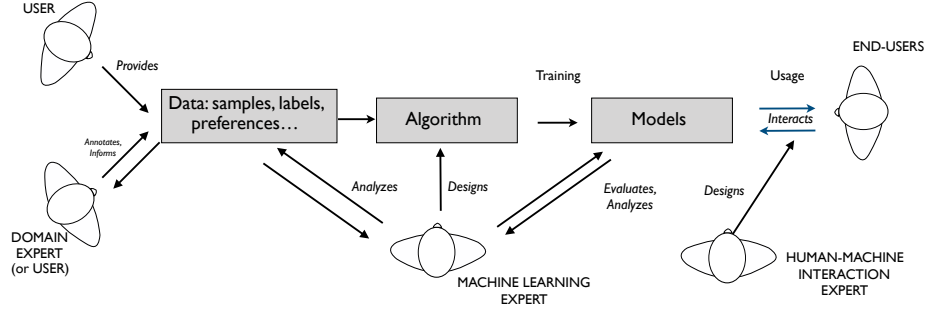 USER
Provides
Data: samples, labels,
preferences...
Annotates,
Informs
DOMAIN
EXPERT
(or USER)
Analyzes
Algorithm
Designs
MACHINE LEARNING
EXPERT
Training
Models
Evaluates,
Analyzes
Usage
Interacts
END-USERS
Designs
HUMAN-MACHINE
INTERACTION
EXPERT